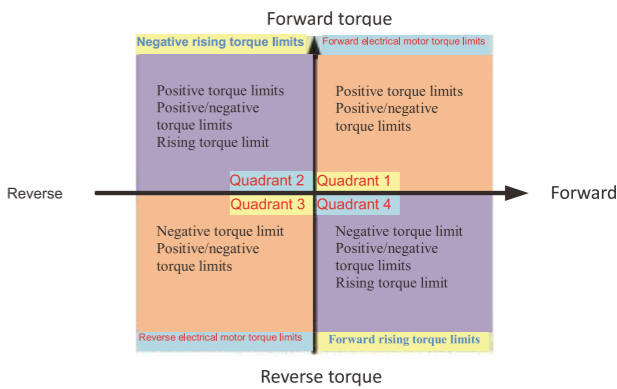 Forward torque
Negative rising torque limits
Forward electrical motor torque limits
Positive torque limits
Positive/negative
torque limits
Rising torque limit
Positive torque limits
Positive/negative
torque limits
Quadrant 2
Quadrant 1
Reverse
Forward
Quadrant 3
Quadrant 4
Negative torque limit
Positive/negative
torque limits
Negative torque limit
Positive/negative
torque limits
Rising torque limit
Reverse electrical motor torque limits
Forward rising torque limits
Reverse torque